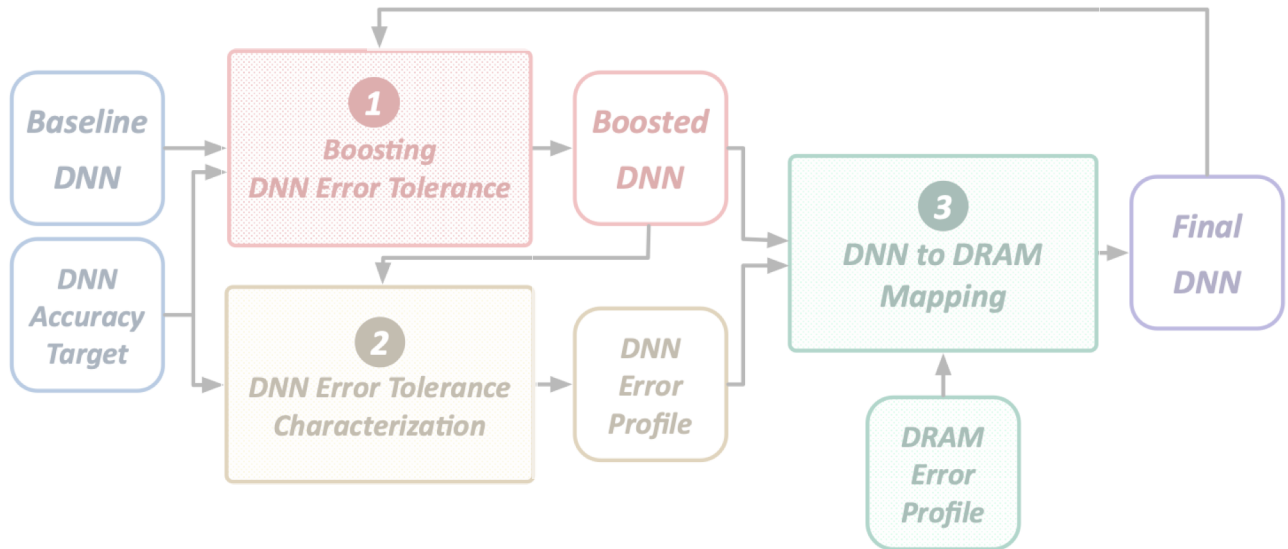 Baseline
DNN
DNN
Accuracy
Target
1
Boosting
DNN Error Tolerance
2
DNN Error Tolerance
Characterization
Boosted
DNN
DNN
Error
Profile
3
DNN to DRAM
Mapping
DRAM
Error
Profile
Final
DNN